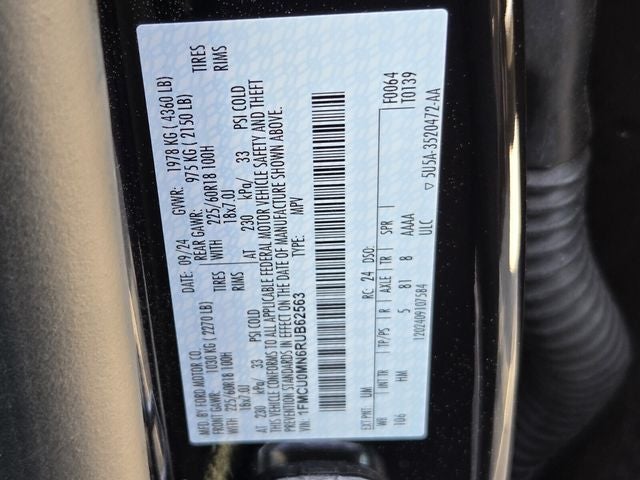 MFD. BY FORD MOTOR CO.
DATE: 09/24 GVWR: 1978 KG ( 4360 LB)
FRONT GAWR: 1030 KG ( 2270 LB) REAR GAWR: 975 KG ( 2150 LB)
WITH 225/60R18 100H TIRES WITH 225/60R18 100H TIRES
18x7.0J RIMS 18x7.0J RIMS
AT 230 kPa/ 33 PSI COLD AT 230 kPa/ 33 PSI COLD
THIS VEHICLE CONFORMS TO ALL APPLICABLE FEDERAL MOTOR VEHICLE SAFETY AND THEFT
PREVENTION STANDARDS IN EFFECT ON THE DATE OF MANUFACTURE SHOWN ABOVE.
VIN: 1FMCU0MN6RUB62563
TYPE: MPV
F0064
T0139
EXT PNT: UM RC: 24 DSO:
WB TP/PS R AXLE TR SPR
106 HM 5 81 8 AAAA
ULC
1202409107584
▽ 5U5A-3520472-AA